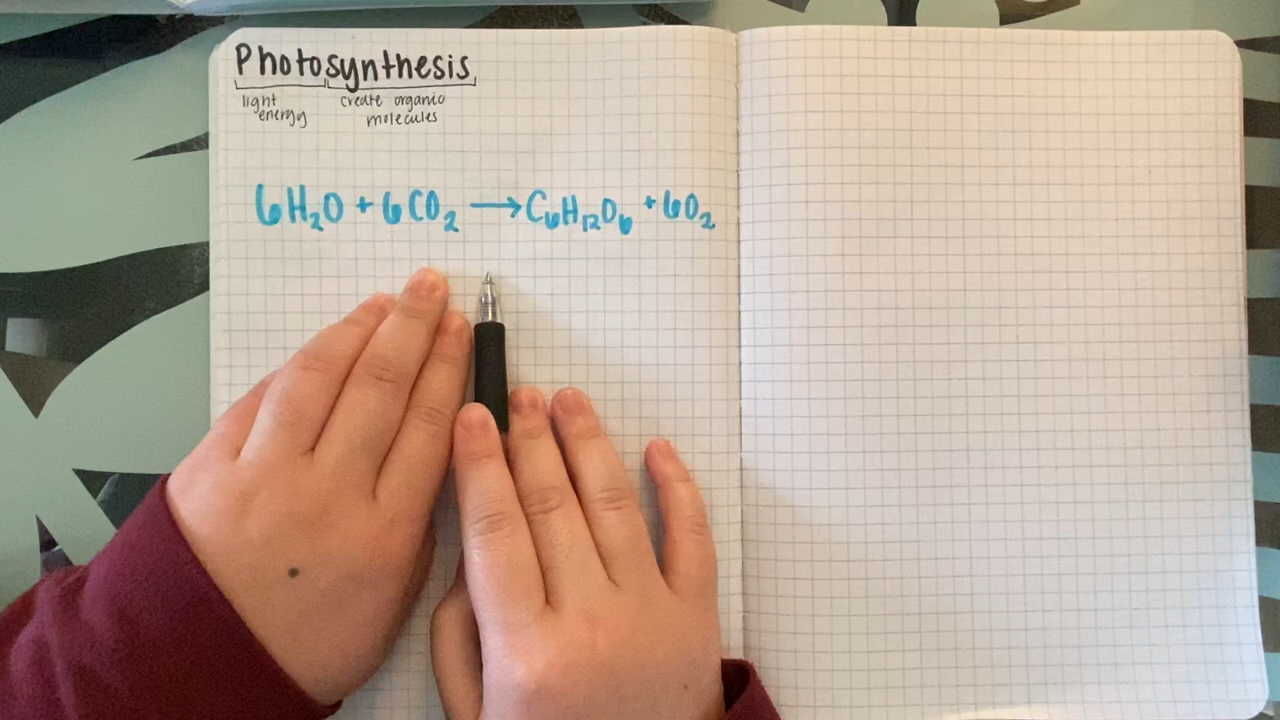 Photosynthesis
light create organic
energy molecules
6H₂O + 6CO₂ → C₆H₁₂O₆ + 6O₂